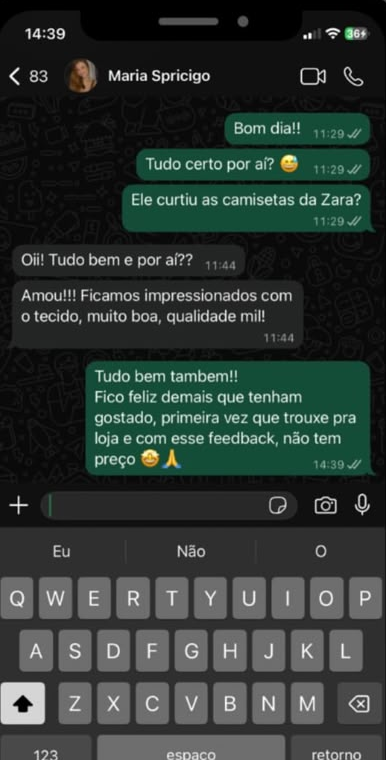 14:39
36
83 Maria Spricigo
Bom dia!! 11:29
Tudo certo por aí? 😅 11:29
Ele curtiu as camisetas da Zara?
11:29
Oii! Tudo bem e por aí?? 11:44
Amou!!! Ficamos impressionados com
o tecido, muito boa, qualidade mil!
11:44
Tudo bem tambem!!
Fico feliz demais que tenham
gostado, primeira vez que trouxe pra
loja e com esse feedback, não tem
preço 🤩🙏 14:39
Eu Não O
Q W E R T Y U I O P
A S D F G H J K L
Z X C V B N M
123 espaço retorno